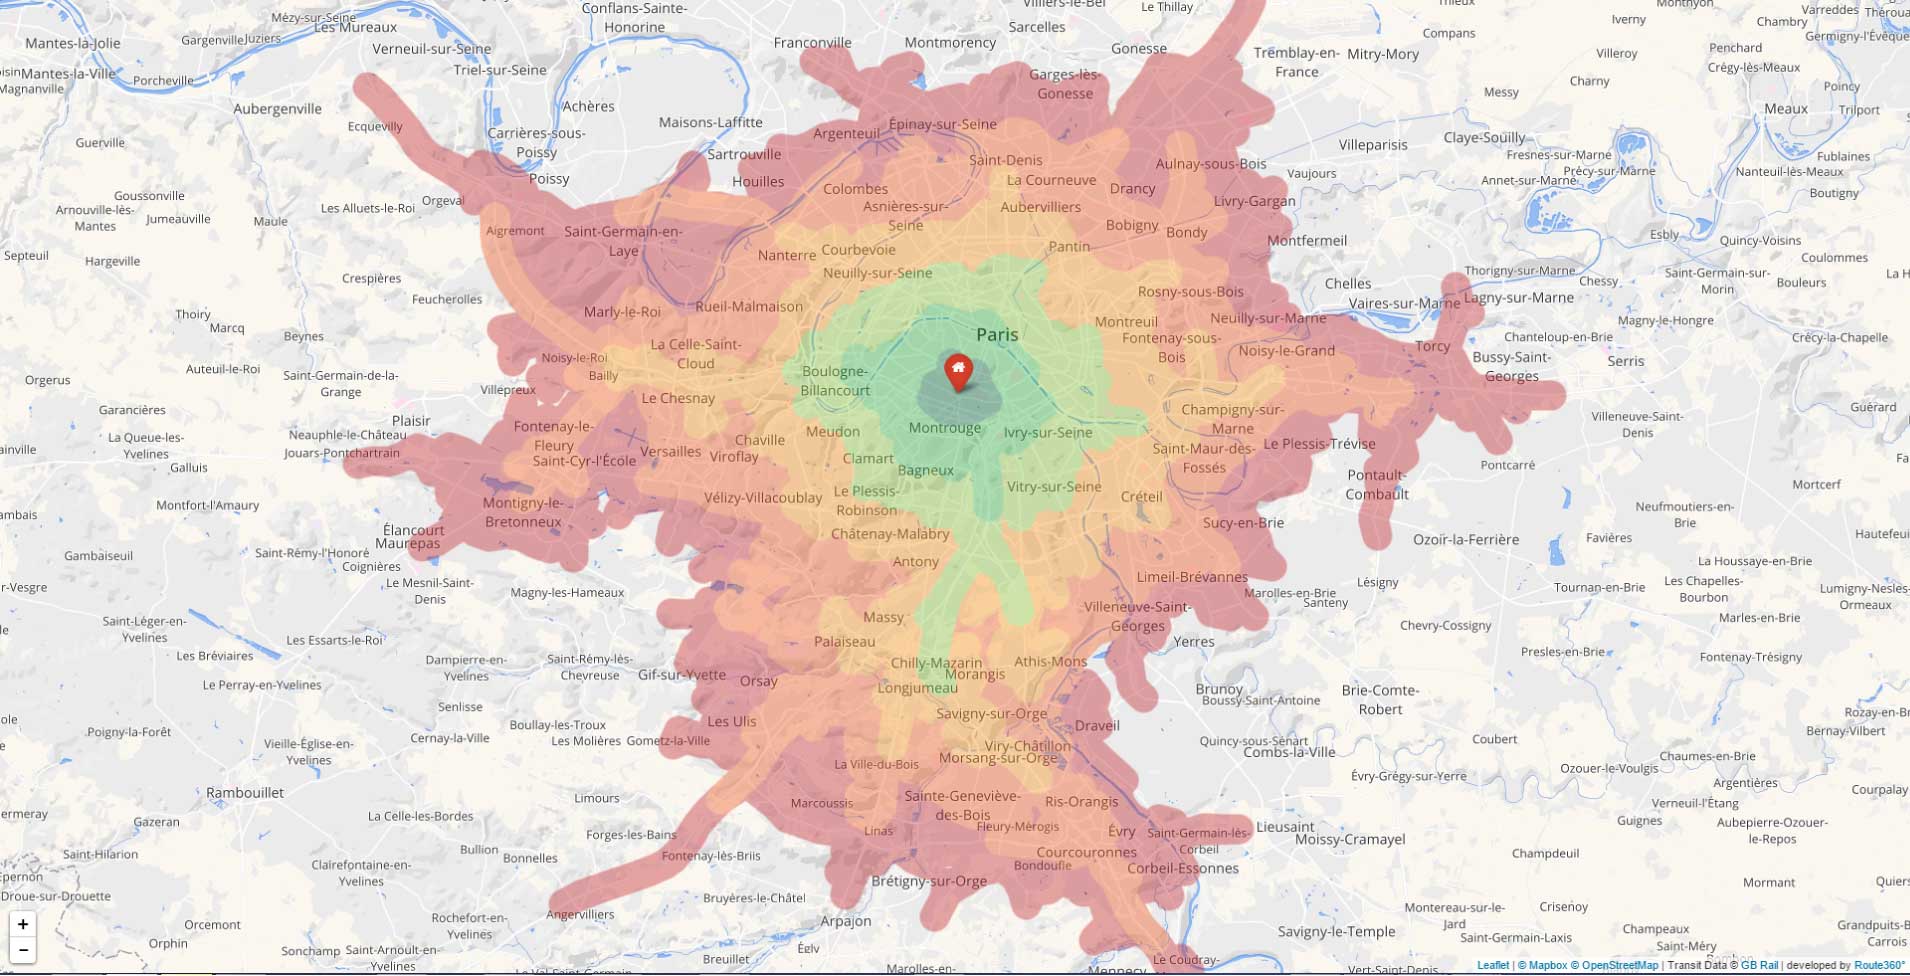 Conflans-Sainte-
Honorine
Villiers-le-Bel
Le Thillay
Thieux
Monthyon
Varreddes
Iverny
Chambry
Germigny-l'Évêque
Mézy-sur-Seine
Les Mureaux
Gargenville
Juziers
Mantes-la-Jolie
Verneuil-sur-Seine
Franconville
Montmorency
Sarcelles
Gonesse
Compans
Tremblay-en-
France
Mitry-Mory
Villeroy
Penchard
Crégy-lès-Meaux
Mantes-la-Ville
Magnanville
Porcheville
Triel-sur-Seine
Garges-lès-
Gonesse
Charny
Poincy
Messy
Meaux
Trilport
Aubergenville
Achères
Maisons-Laffitte
Ecquevilly
Carrières-sous-
Poissy
Argenteuil
Épinay-sur-Seine
Villeparisis
Claye-Souilly
Guerville
Sartrouville
Saint-Denis
Aulnay-sous-Bois
Fresnes-sur-Marne
Fublaines
Vaujours
Précy-sur-Marne
Nanteuil-lès-Meaux
Poissy
Houilles
Colombes
La Courneuve
Drancy
Annet-sur-Marne
Boutigny
Goussonville
Orgeval
Livry-Gargan
Arnouville-lès-
Mantes
Jumeauville
Les Alluets-le-Roi
Maule
Asnières-sur-
Seine
Aubervilliers
Bobigny
Bondy
Aigremont
Saint-Germain-en-
Laye
Esbly
Quincy-Voisins
Montfermeil
Septeuil
Hargeville
Nanterre
Courbevoie
Pantin
Coulommes
Crespières
Neuilly-sur-Seine
Thorigny-sur-Marne
Saint-Germain-sur-
Morin
Chelles
Chessy
Bouleurs
Feucherolles
Rosny-sous-Bois
Vaires-sur-Marne
Lagny-sur-Marne
Thoiry
Marcq
Marly-le-Roi
Rueil-Malmaison
Montreuil
Neuilly-sur-Marne
Magny-le-Hongre
Beynes
Paris
Fontenay-sous-
Bois
Chanteloup-en-Brie
Crécy-la-Chapelle
La Celle-Saint-
Cloud
Noisy-le-Grand
Torcy
Noisy-le-Roi
Bailly
Bussy-Saint-
Georges
Serris
Auteuil-le-Roi
Orgerus
Saint-Germain-de-la-
Grange
Villepreux
Boulogne-
Billancourt
Le Chesnay
Garancières
Plaisir
Champigny-sur-
Marne
Villeneuve-Saint-
Denis
Guérard
La Queue-les-
Yvelines
Neauphle-le-Château
Jouars-Pontchartrain
Fontenay-le-
Fleury
Chaville
Meudon
Montrouge
Ivry-sur-Seine
Le Plessis-Trévise
Versailles
Viroflay
Galluis
Saint-Cyr-l'École
Clamart
Bagneux
Saint-Maur-des-
Fossés
Pontcarré
Pontault-
Combault
Mortcerf
Montfort-l'Amaury
Montigny-le-
Bretonneux
Vélizy-Villacoublay
Le Plessis-
Robinson
Vitry-sur-Seine
Créteil
Neufmoutiers-en-
Brie
Élancourt
Maurepas
Châtenay-Malabry
Sucy-en-Brie
Ozoir-la-Ferrière
Favières
Gambaiseuil
Saint-Rémy-l'Honoré
Coignières
Antony
Limeil-Brévannes
La Houssaye-en-Brie
Le Mesnil-Saint-
Denis
Magny-les-Hameaux
Lésigny
Tournan-en-Brie
Les Chapelles-
Bourbon
Marolles-en-Brie
Santeny
Saint-Léger-en-
Yvelines
Les Essarts-le-Roi
Massy
Villeneuve-Saint-
Georges
Chevry-Cossigny
Marles-en-Brie
Les Bréviaires
Dampierre-en-
Yvelines
Saint-Rémy-lès-
Chevreuse
Palaiseau
Yerres
Presles-en-Brie
Fontenay-Trésigny
Le Perray-en-Yvelines
Gif-sur-Yvette
Orsay
Chilly-Mazarin
Morangis
Longjumeau
Athis-Mons
Brunoy
Boussy-Saint-Antoine
Brie-Comte-
Robert
Senlisse
Boullay-les-Troux
Les Molières
Gometz-la-Ville
Les Ulis
Savigny-sur-Orge
Draveil
Poigny-la-Forêt
Cernay-la-Ville
Vieille-Église-en-
Yvelines
Viry-Châtillon
Morsang-sur-Orge
Quincy-sous-Sénart
Combs-la-Ville
Coubert
Bernay-Vilbert
Chaumes-en-Brie
La Ville-du-Bois
Évry-Grégy-sur-Yerre
Ozouer-le-Voulgis
Argentières
Rambouillet
Limours
Marcoussis
Sainte-Geneviève-
des-Bois
Ris-Orangis
Verneuil-l'Étang
Courpalay
Gazeran
La Celle-les-Bordes
Forges-les-Bains
Linas
Fleury-Mérogis
Évry
Saint-Germain-lès-
Corbeil
Lieusaint
Moissy-Cramayel
Guignes
Aubepierre-Ozouer-
le-Repos
Saint-Hilarion
Bullion
Bonnelles
Fontenay-lès-Briis
Courcouronnes
Bondoufle
Corbeil-Essonnes
Champdeuil
Clairefontaine-en-
Yvelines
Brétigny-sur-Orge
Mormant
Droue-sur-Drouette
Bruyères-le-Châtel
Orcemont
Rochefort-en-
Yvelines
Angervilliers
Arpajon
Montereau-sur-le-
Jard
Crisenoy
Orphin
Sonchamp
Saint-Arnoult-en-
Yvelines
Égly
Savigny-le-Temple
Saint-Germain-Laxis
Champeaux
Saint-Méry
Breuillet
Marolles-en-
Mennecy
Le Coudray-
Vert-Saint-Denis
+
−
Leaflet | © Mapbox © OpenStreetMap | Transit Data © GB Rail | developed by Route360°